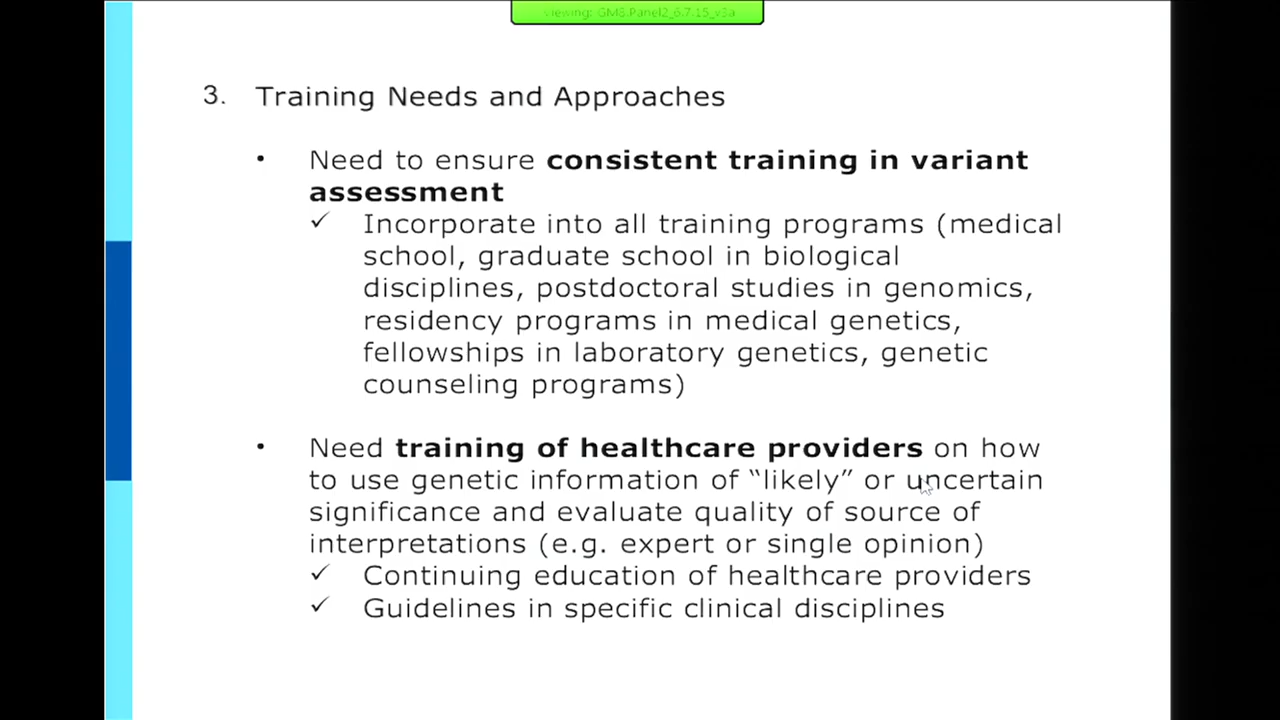 viewing: GM8.Panel2_6.7.15_v3a
3. Training Needs and Approaches
• Need to ensure consistent training in variant
assessment
✓ Incorporate into all training programs (medical
school, graduate school in biological
disciplines, postdoctoral studies in genomics,
residency programs in medical genetics,
fellowships in laboratory genetics, genetic
counseling programs)
• Need training of healthcare providers on how
to use genetic information of “likely” or uncertain
significance and evaluate quality of source of
interpretations (e.g. expert or single opinion)
✓ Continuing education of healthcare providers
✓ Guidelines in specific clinical disciplines